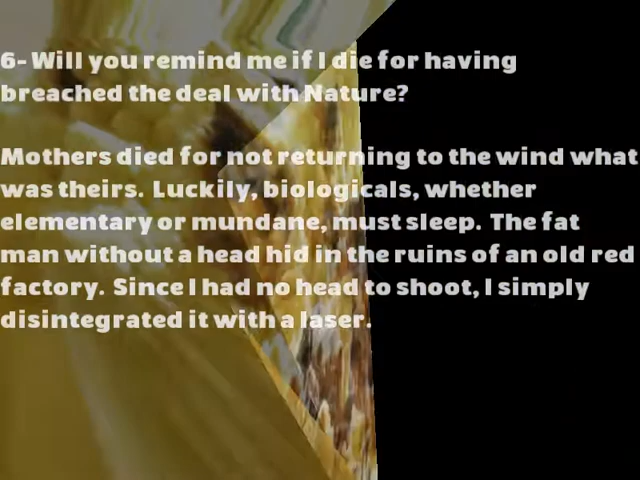 6- Will you remind me if I die for having
breached the deal with Nature?
Mothers died for not returning to the wind what
was theirs. Luckily, biologicals, whether
elementary or mundane, must sleep. The fat
man without a head hid in the ruins of an old red
factory. Since I had no head to shoot, I simply
disintegrated it with a laser.